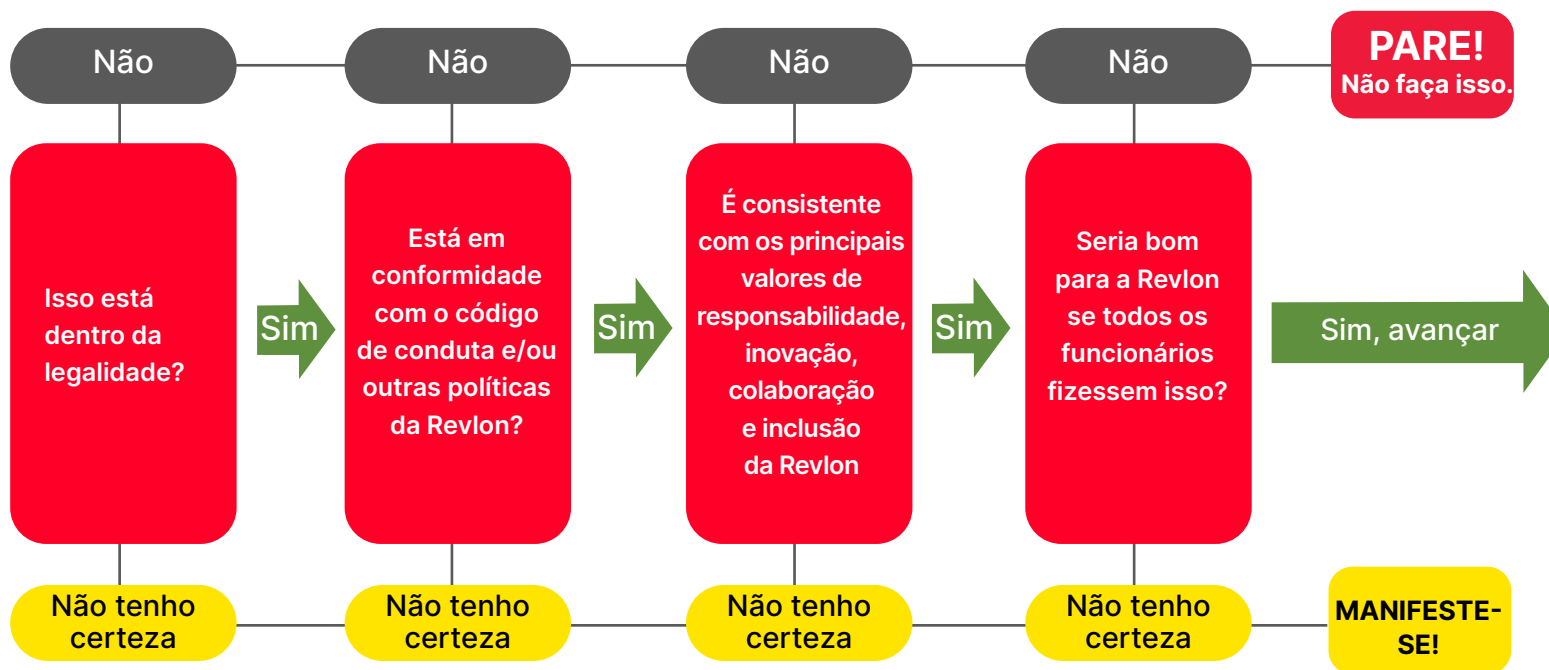 Não
Não
Não
Não
PARE!
Não faça isso.
Isso está
dentro da
legalidade?
Sim
Está em
conformidade
com o código
de conduta e/ou
outras políticas
da Revlon?
Sim
É consistente
com os principais
valores de
responsabilidade,
inovação,
colaboração
e inclusão
da Revlon
Sim
Seria bom
para a Revlon
se todos os
funcionários
fizessem isso?
Sim, avançar
Não tenho
certeza
Não tenho
certeza
Não tenho
certeza
Não tenho
certeza
MANIFESTE-
SE!